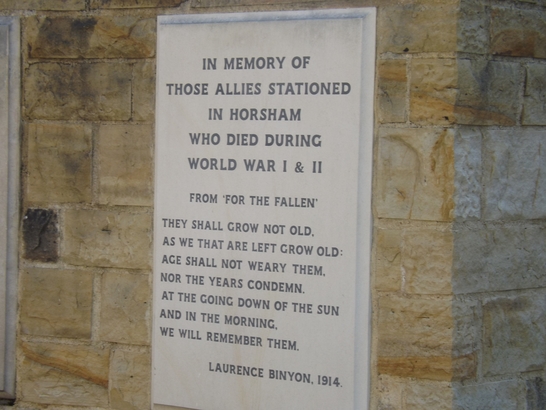 IN MEMORY OF
THOSE ALLIES STATIONED
IN HORSHAM
WHO DIED DURING
WORLD WAR I & II
FROM 'FOR THE FALLEN'
THEY SHALL GROW NOT OLD,
AS WE THAT ARE LEFT GROW OLD:
AGE SHALL NOT WEARY THEM,
NOR THE YEARS CONDEMN.
AT THE GOING DOWN OF THE SUN
AND IN THE MORNING,
WE WILL REMEMBER THEM.
LAURENCE BINYON, 1914.